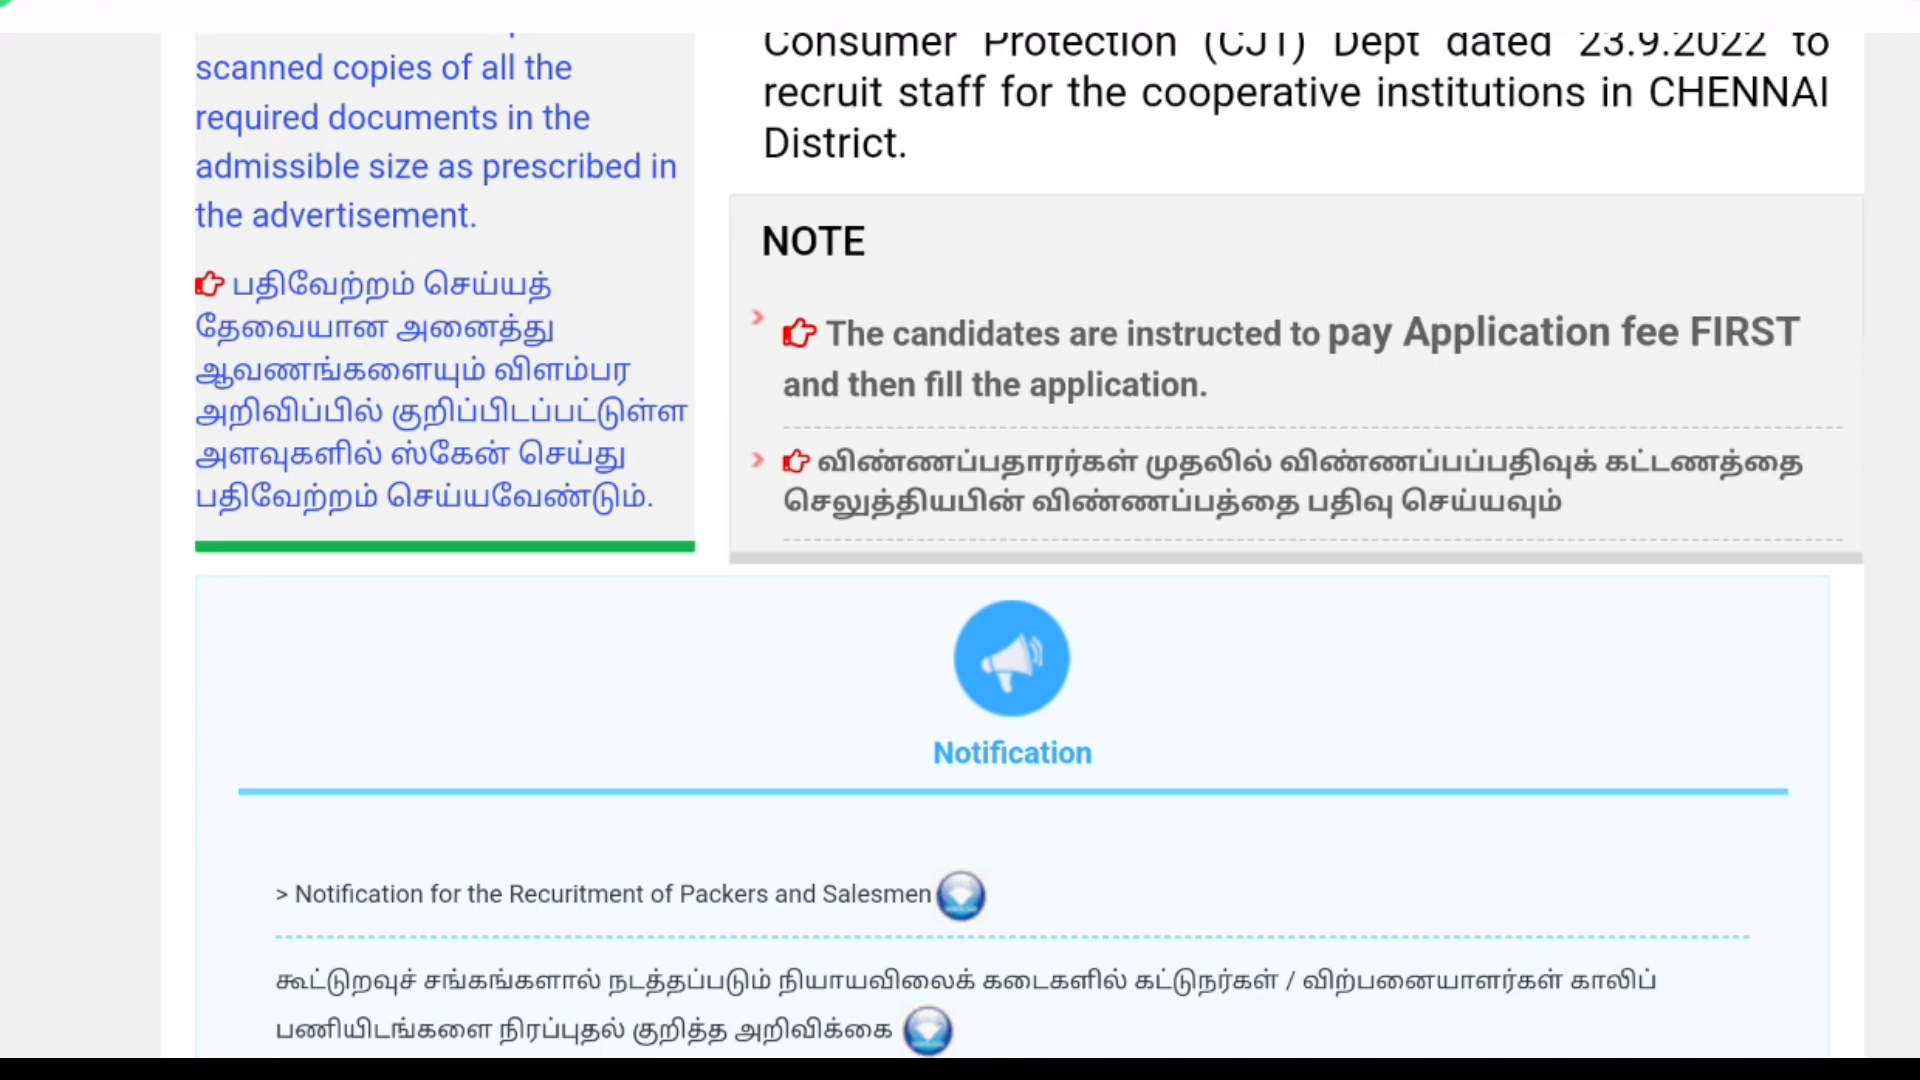 scanned copies of all the
required documents in the
admissible size as prescribed in
the advertisement.
பதிவேற்றம் செய்யத்
தேவையான அனைத்து
ஆவணங்களையும் விளம்பர
அறிவிப்பில் குறிப்பிடப்பட்டுள்ள
அளவுகளில் ஸ்கேன் செய்து
பதிவேற்றம் செய்யவேண்டும்.
Consumer Protection (CJ1) Dept dated 23.9.2022 to
recruit staff for the cooperative institutions in CHENNAI
District.
NOTE
The candidates are instructed to pay Application fee FIRST
and then fill the application.
விண்ணப்பதாரர்கள் முதலில் விண்ணப்பப்பதிவுக் கட்டணத்தை
செலுத்தியபின் விண்ணப்பத்தை பதிவு செய்யவும்
Notification
> Notification for the Recuritment of Packers and Salesmen
கூட்டுறவுச் சங்கங்களால் நடத்தப்படும் நியாயவிலைக் கடைகளில் கட்டுநர்கள் / விற்பனையாளர்கள் காலிப்
பணியிடங்களை நிரப்புதல் குறித்த அறிவிக்கை